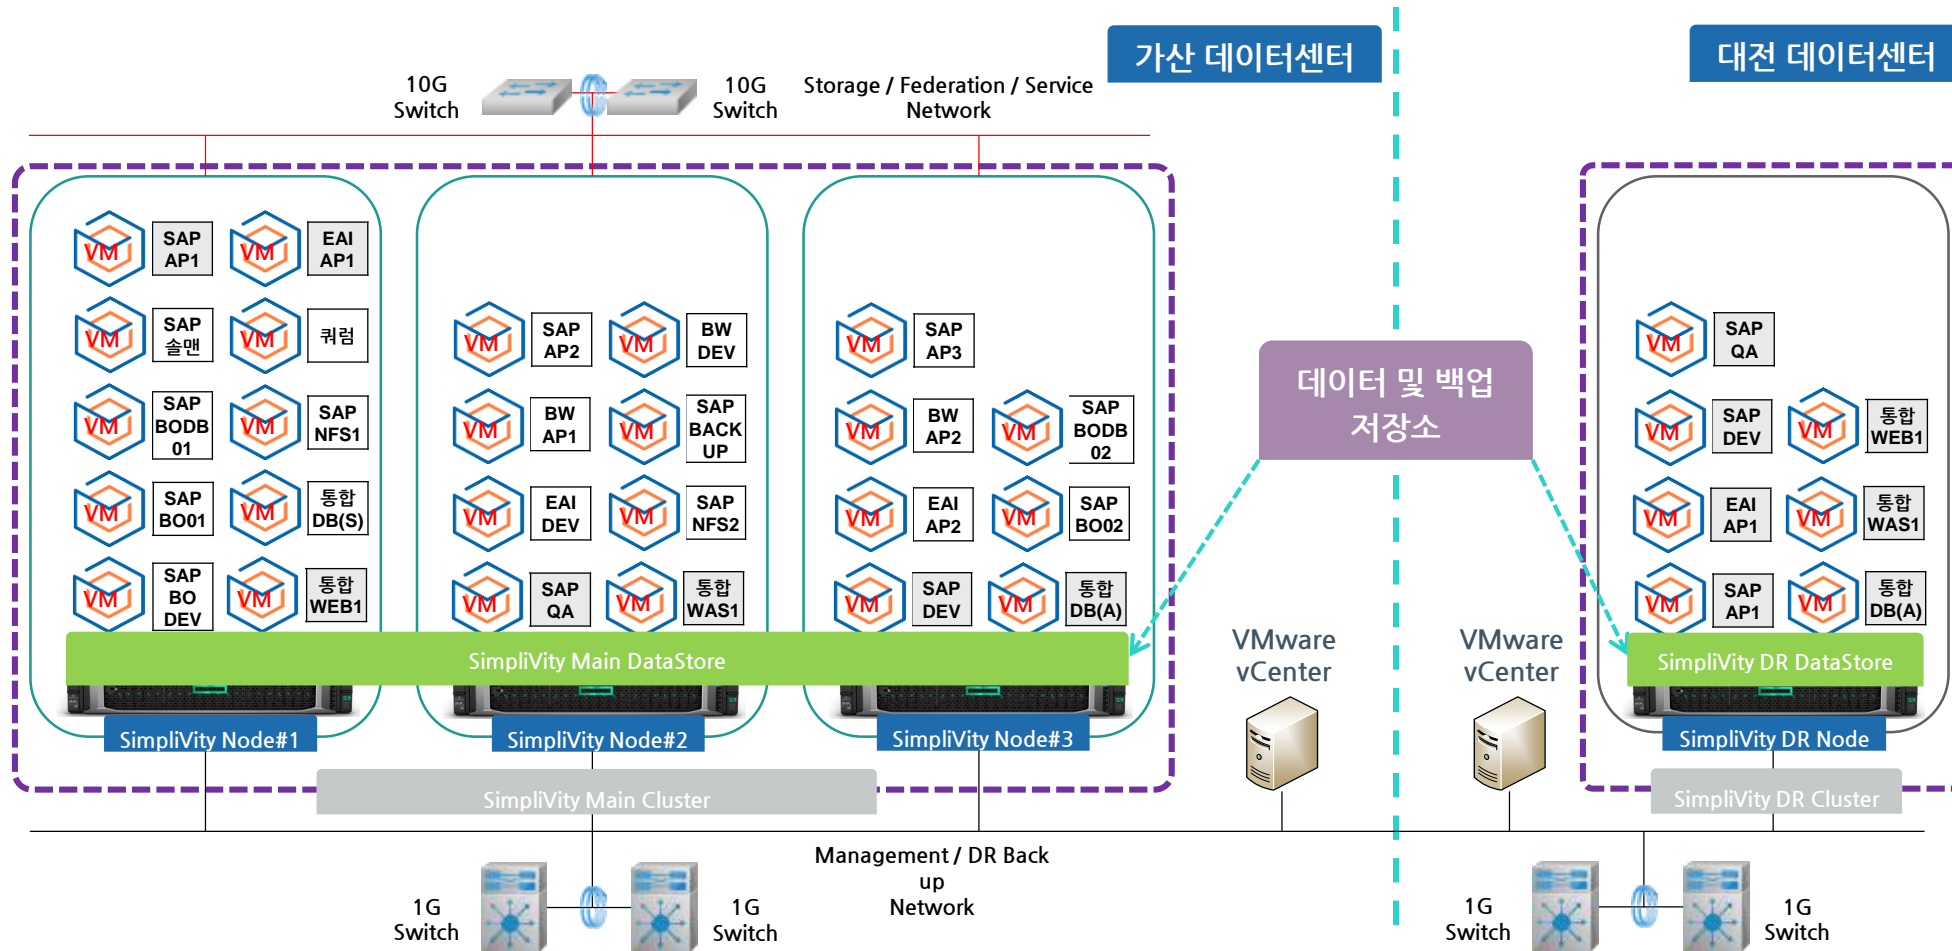 가산 데이터센터
대전 데이터센터
10G
Switch
10G
Switch
Storage / Federation / Service
Network
VM
SAP
AP1
VM
EAI
AP1
VM
SAP
솔맨
VM
쿼럼
VM
SAP
BODB
01
VM
SAP
NFS1
VM
SAP
BO01
VM
통합
DB(S)
VM
SAP
BO
DEV
VM
통합
WEB1
VM
SAP
AP2
VM
BW
DEV
VM
BW
AP1
VM
SAP
BACK
UP
VM
EAI
DEV
VM
SAP
NFS2
VM
SAP
QA
VM
통합
WAS1
VM
SAP
AP3
VM
BW
AP2
VM
SAP
BODB
02
VM
EAI
AP2
VM
SAP
BO02
VM
SAP
DEV
VM
통합
DB(A)
데이터 및 백업
저장소
VM
SAP
QA
VM
SAP
DEV
VM
통합
WEB1
VM
EAI
AP1
VM
통합
WAS1
VM
SAP
AP1
VM
통합
DB(A)
SimpliVity Main DataStore
VMware
vCenter
VMware
vCenter
SimpliVity DR DataStore
SimpliVity Node#1
SimpliVity Node#2
SimpliVity Node#3
SimpliVity DR Node
SimpliVity Main Cluster
SimpliVity DR Cluster
Management / DR Back
up
Network
1G
Switch
1G
Switch
1G
Switch
1G
Switch